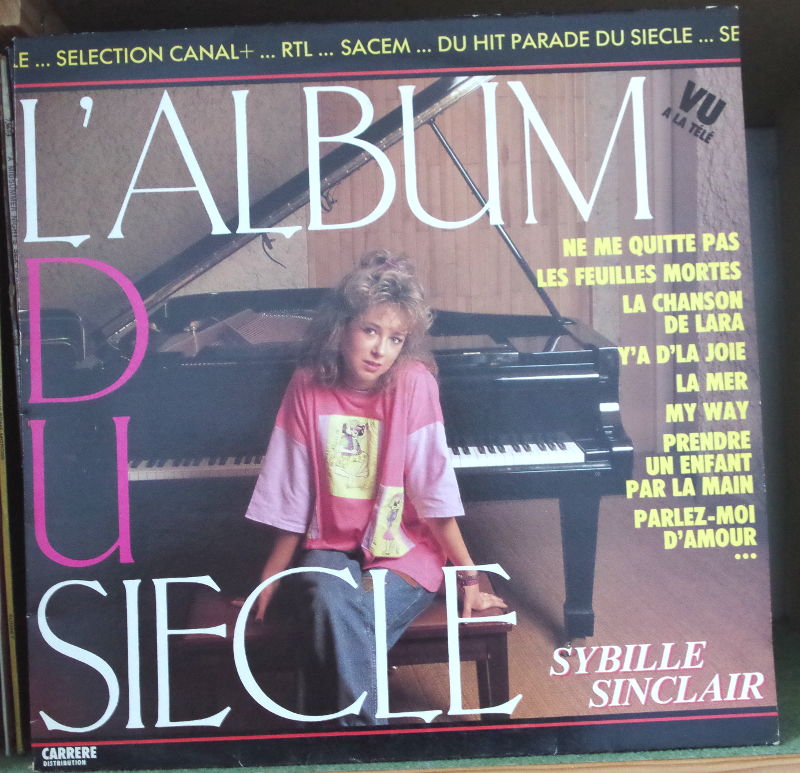 LE ... SELECTION CANAL+ ... RTL ... SACEM ... DU HIT PARADE DU SIECLE ... SE
L'ALBUM
VU
A LA TÉLÉ
DU
SIECLE
NE ME QUITTE PAS
LES FEUILLES MORTES
LA CHANSON
DE LARA
Y'A D'LA JOIE
LA MER
MY WAY
PRENDRE
UN ENFANT
PAR LA MAIN
PARLEZ-MOI
D'AMOUR
...
SYBILLE
SINCLAIR
CARRERE
DISTRIBUTION